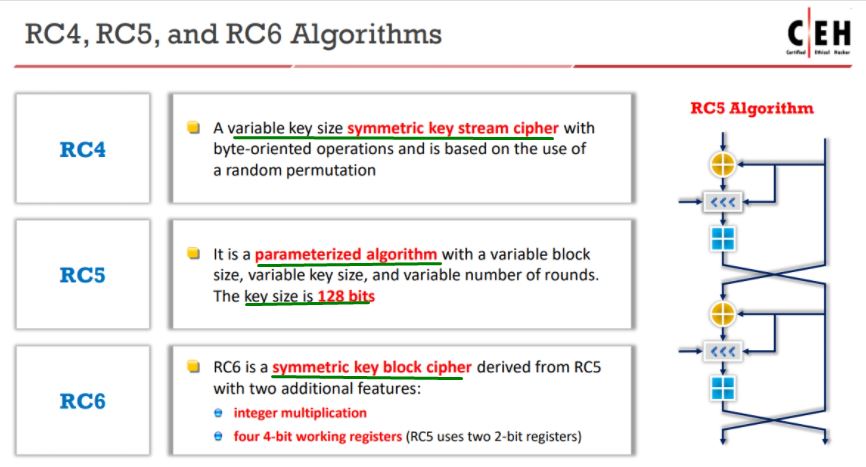 RC4, RC5, and RC6 Algorithms
C|EH
Certified Ethical Hacker
RC4
A variable key size symmetric key stream cipher with
byte-oriented operations and is based on the use of
a random permutation
RC5
It is a parameterized algorithm with a variable block
size, variable key size, and variable number of rounds.
The key size is 128 bits
RC6
RC6 is a symmetric key block cipher derived from RC5
with two additional features:
integer multiplication
four 4-bit working registers (RC5 uses two 2-bit registers)
RC5 Algorithm
<<<
<<<